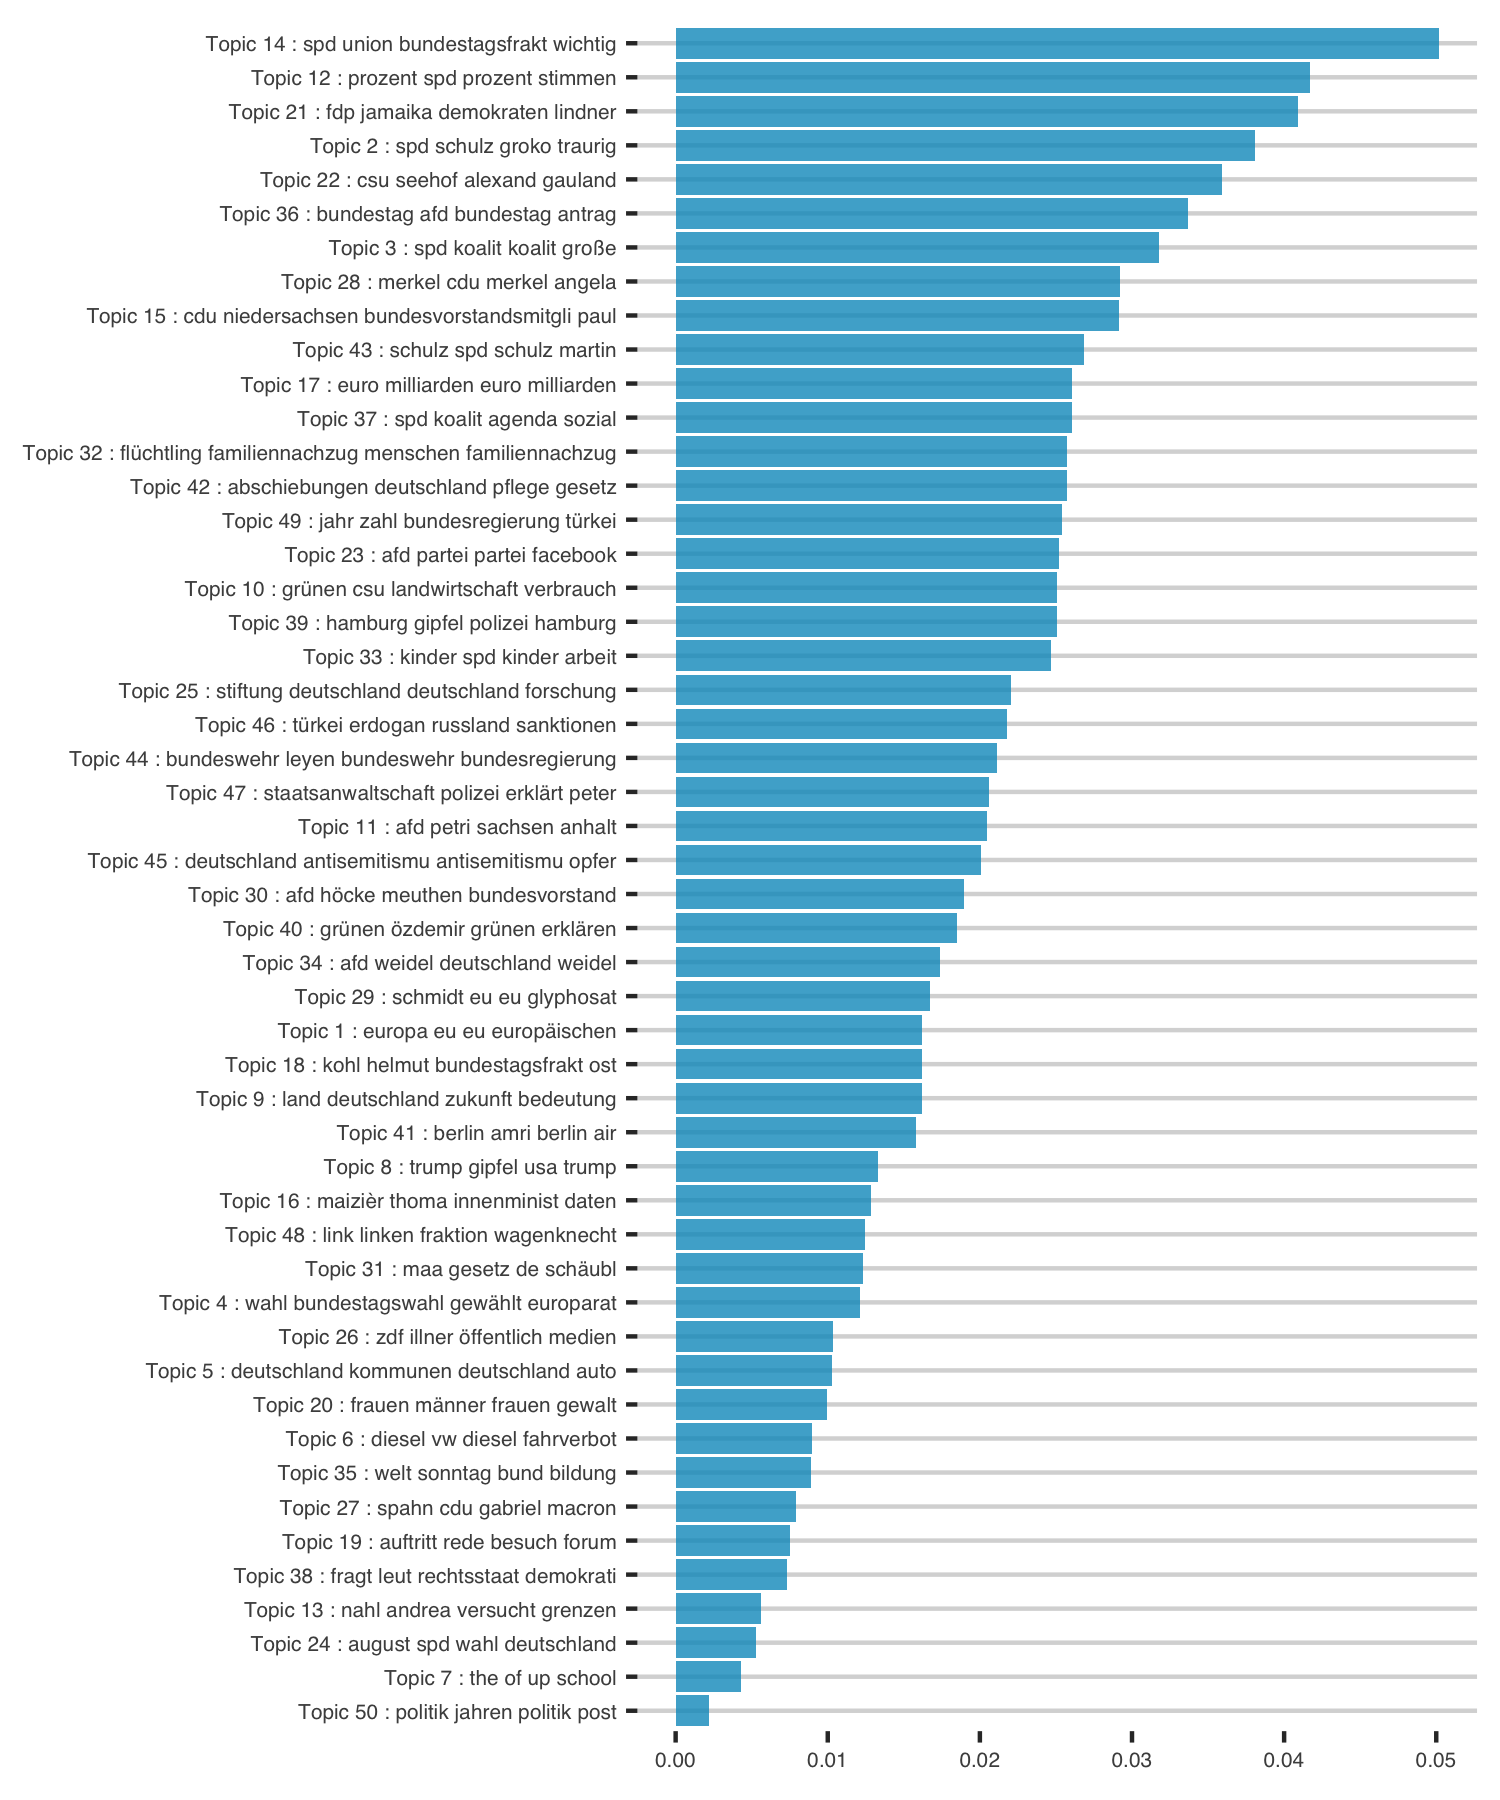 Topic 14 : spd union bundestagsfrakt wichtig
Topic 12 : prozent spd prozent stimmen
Topic 21 : fdp jamaika demokraten lindner
Topic 2 : spd schulz groko traurig
Topic 22 : csu seehof alexand gauland
Topic 36 : bundestag afd bundestag antrag
Topic 3 : spd koalit koalit große
Topic 28 : merkel cdu merkel angela
Topic 15 : cdu niedersachsen bundesvorstandsmitgli paul
Topic 43 : schulz spd schulz martin
Topic 17 : euro milliarden euro milliarden
Topic 37 : spd koalit agenda sozial
Topic 32 : flüchtling familiennachzug menschen familiennachzug
Topic 42 : abschiebungen deutschland pflege gesetz
Topic 49 : jahr zahl bundesregierung türkei
Topic 23 : afd partei partei facebook
Topic 10 : grünen csu landwirtschaft verbrauch
Topic 39 : hamburg gipfel polizei hamburg
Topic 33 : kinder spd kinder arbeit
Topic 25 : stiftung deutschland deutschland forschung
Topic 46 : türkei erdogan russland sanktionen
Topic 44 : bundeswehr leyen bundeswehr bundesregierung
Topic 47 : staatsanwaltschaft polizei erklärt peter
Topic 11 : afd petri sachsen anhalt
Topic 45 : deutschland antisemitismu antisemitismu opfer
Topic 30 : afd höcke meuthen bundesvorstand
Topic 40 : grünen özdemir grünen erklären
Topic 34 : afd weidel deutschland weidel
Topic 29 : schmidt eu eu glyphosat
Topic 1 : europa eu eu europäischen
Topic 18 : kohl helmut bundestagsfrakt ost
Topic 9 : land deutschland zukunft bedeutung
Topic 41 : berlin amri berlin air
Topic 8 : trump gipfel usa trump
Topic 16 : maizièr thoma innenminist daten
Topic 48 : link linken fraktion wagenknecht
Topic 31 : maa gesetz de schäubl
Topic 4 : wahl bundestagswahl gewählt europarat
Topic 26 : zdf illner öffentlich medien
Topic 5 : deutschland kommunen deutschland auto
Topic 20 : frauen männer frauen gewalt
Topic 6 : diesel vw diesel fahrverbot
Topic 35 : welt sonntag bund bildung
Topic 27 : spahn cdu gabriel macron
Topic 19 : auftritt rede besuch forum
Topic 38 : fragt leut rechtsstaat demokrati
Topic 13 : nahl andrea versucht grenzen
Topic 24 : august spd wahl deutschland
Topic 7 : the of up school
Topic 50 : politik jahren politik post
0.00 0.01 0.02 0.03 0.04 0.05